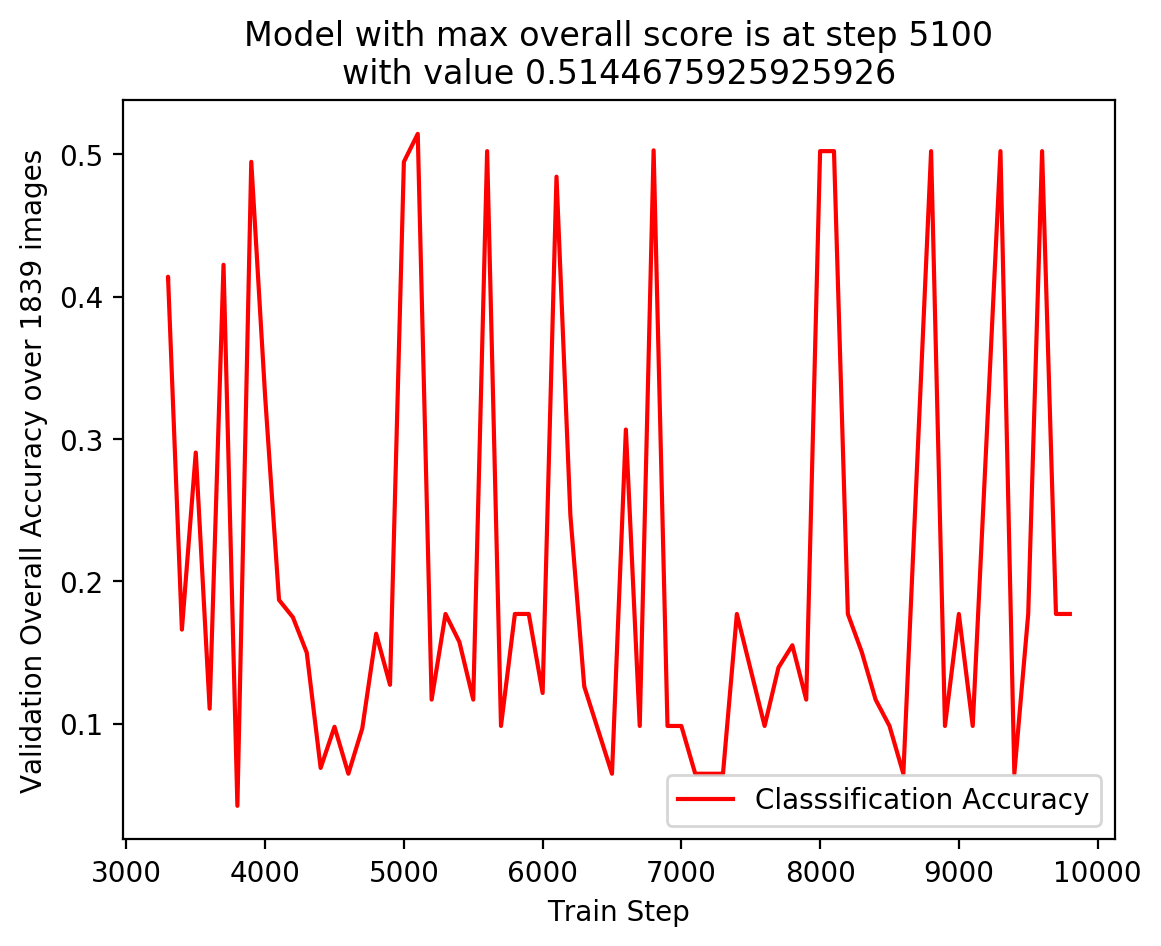 Model with max overall score is at step 5100
with value 0.5144675925925926
Validation Overall Accuracy over 1839 images
0.5
0.4
0.3
0.2
0.1
Classsification Accuracy
3000 4000 5000 6000 7000 8000 9000 10000
Train Step